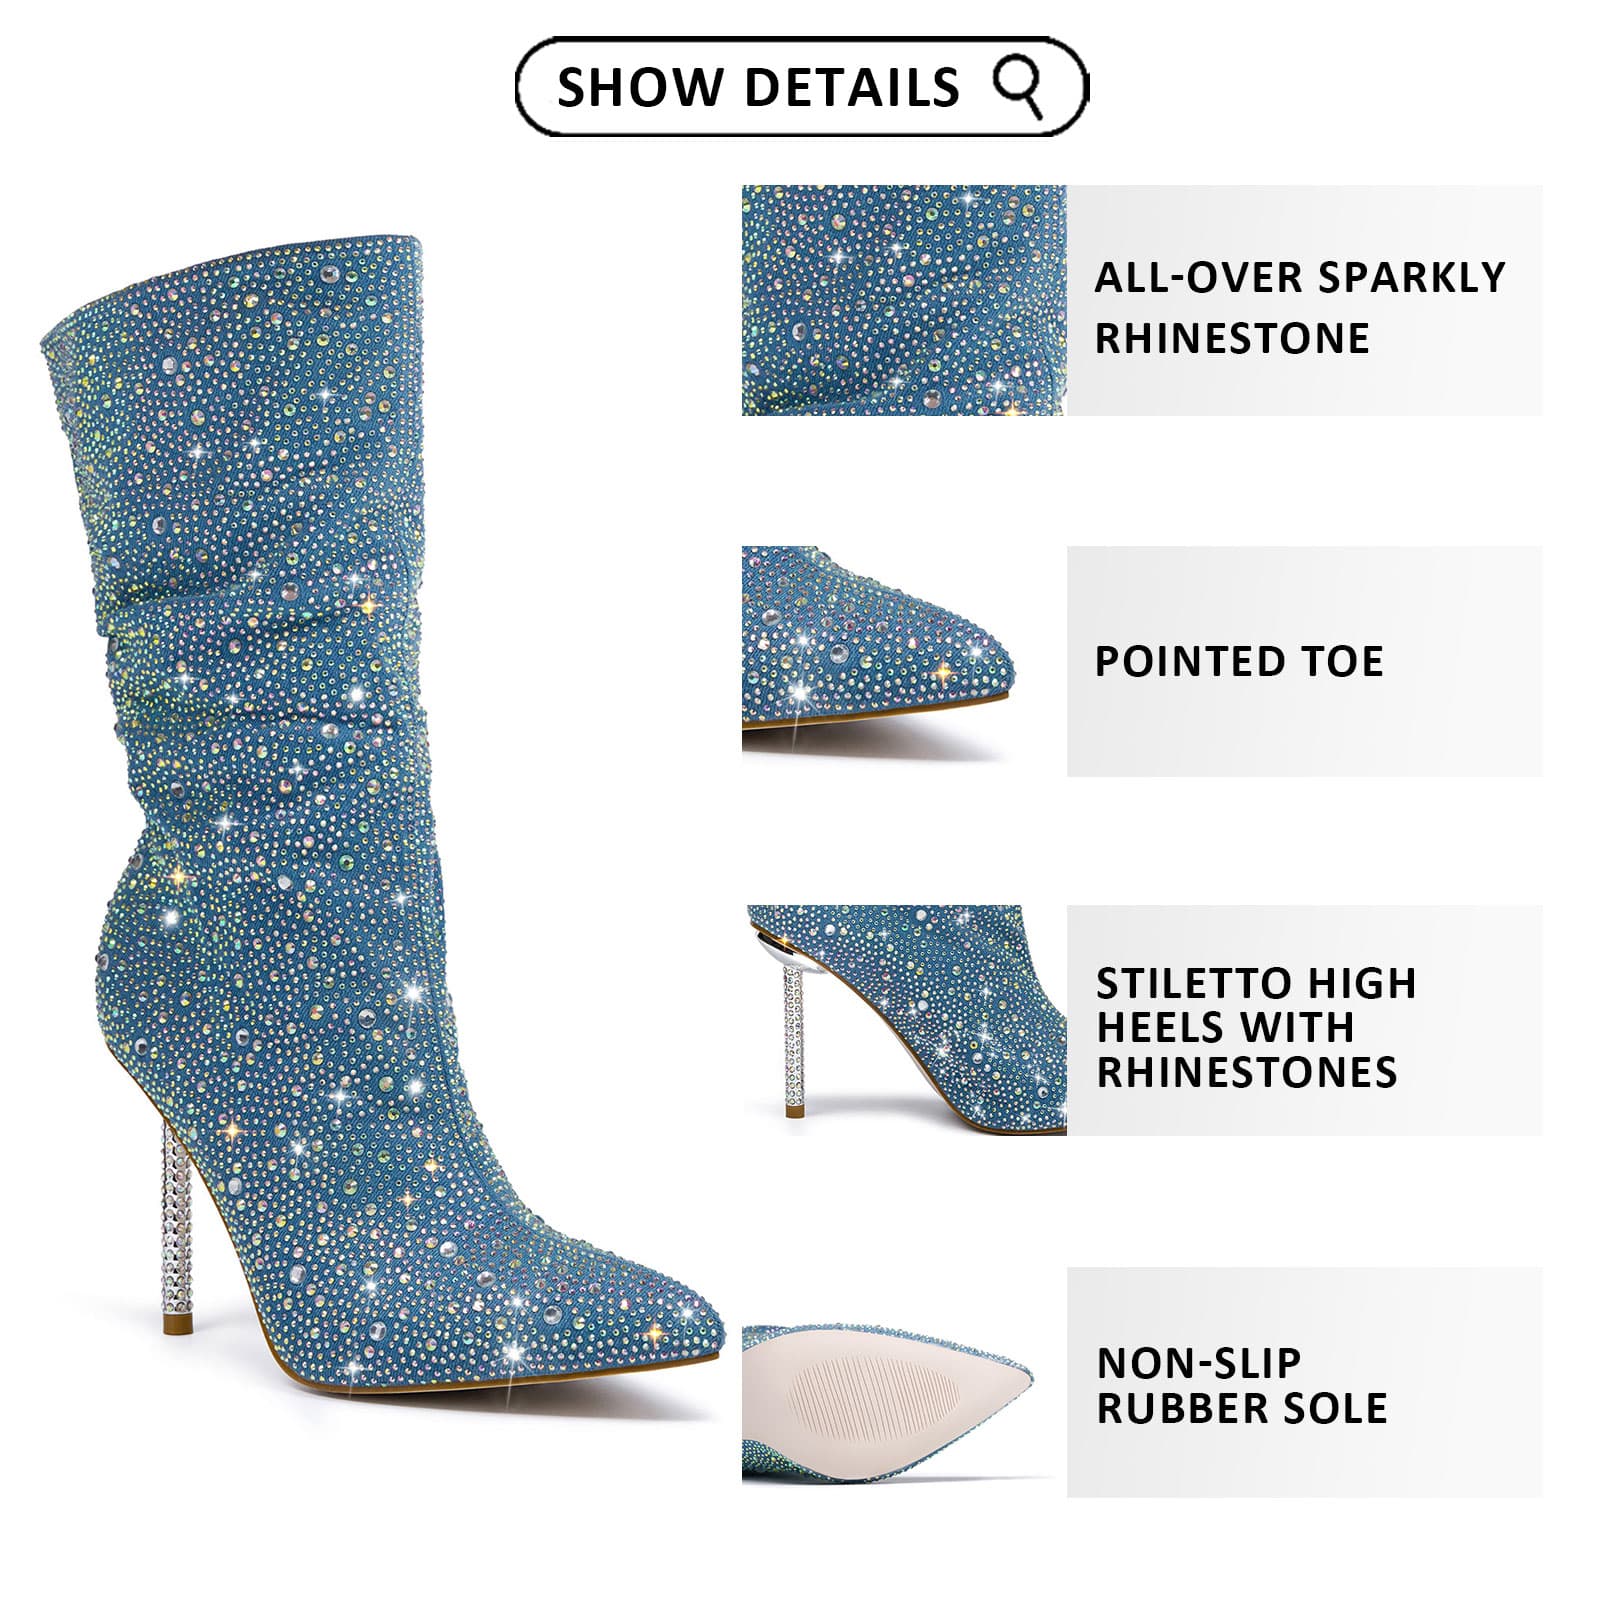 SHOW DETAILS
ALL-OVER SPARKLY
RHINESTONE
POINTED TOE
STILETTO HIGH
HEELS WITH
RHINESTONES
NON-SLIP
RUBBER SOLE